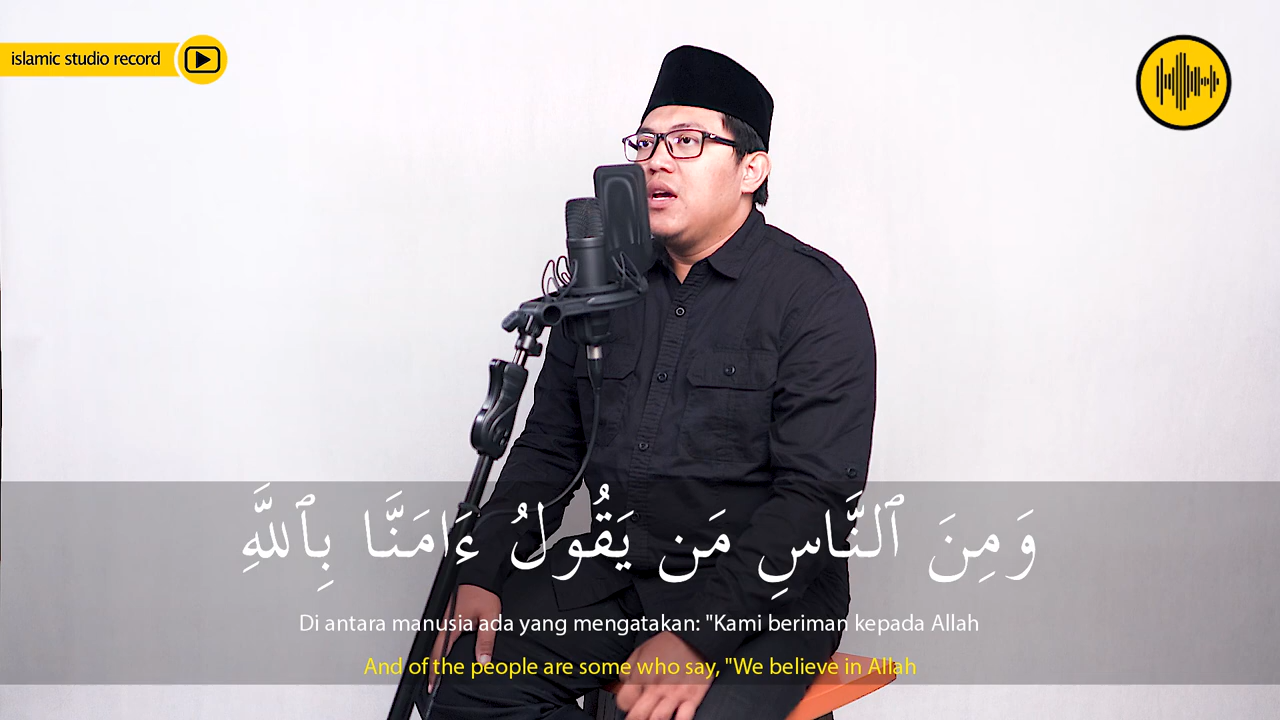 islamic studio record
وَمِنَ ٱلنَّاسِ مَن يَقُولُ ءَامَنَّا بِٱللَّهِ
Di antara manusia ada yang mengatakan: "Kami beriman kepada Allah
And of the people are some who say, "We believe in Allah